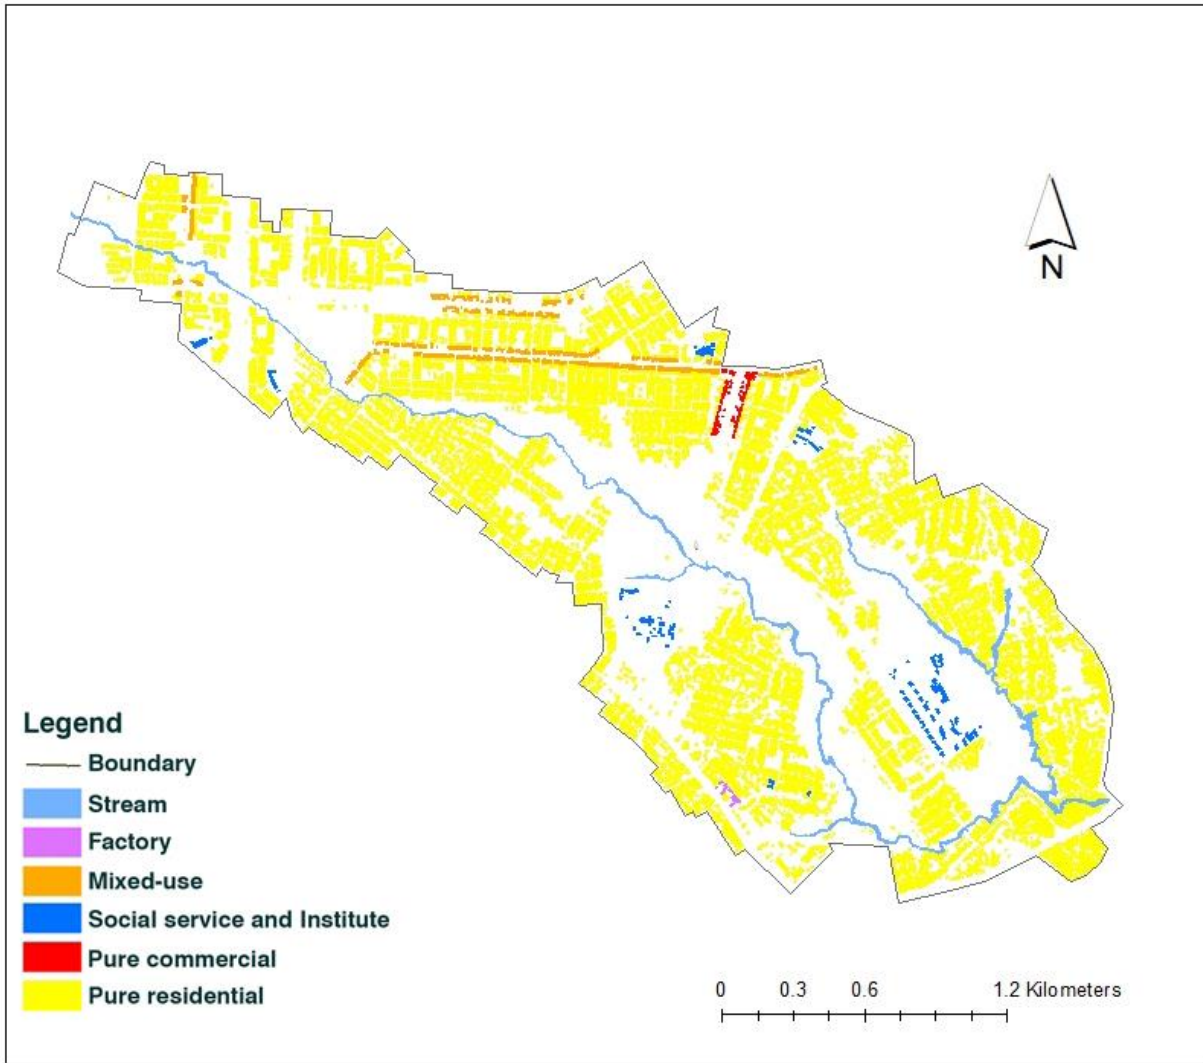 N
Legend
Boundary
Stream
Factory
Mixed-use
Social service and Institute
Pure commercial
Pure residential
0 0.3 0.6 1.2 Kilometers